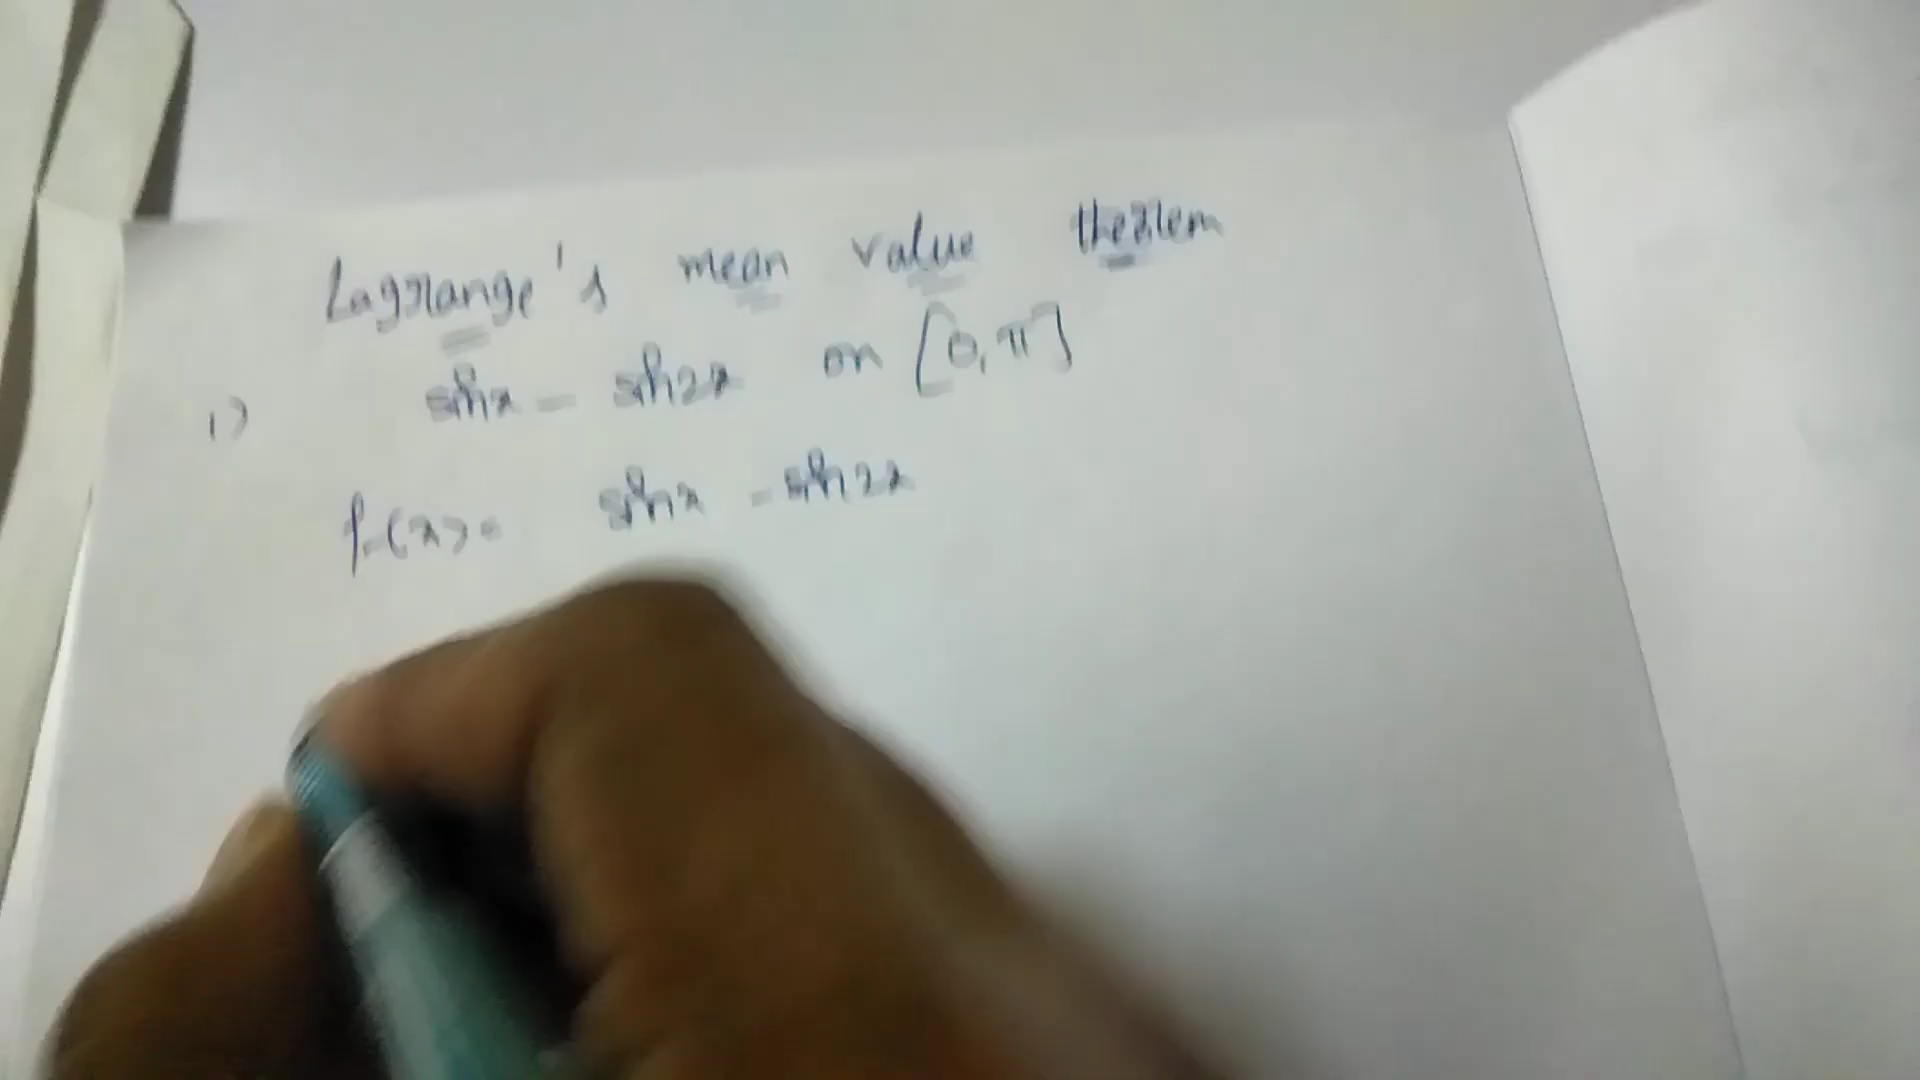 Lagrange's mean value theorem
1) sinx - sin2x on [0, π]
f(x) = sinx - sin2x